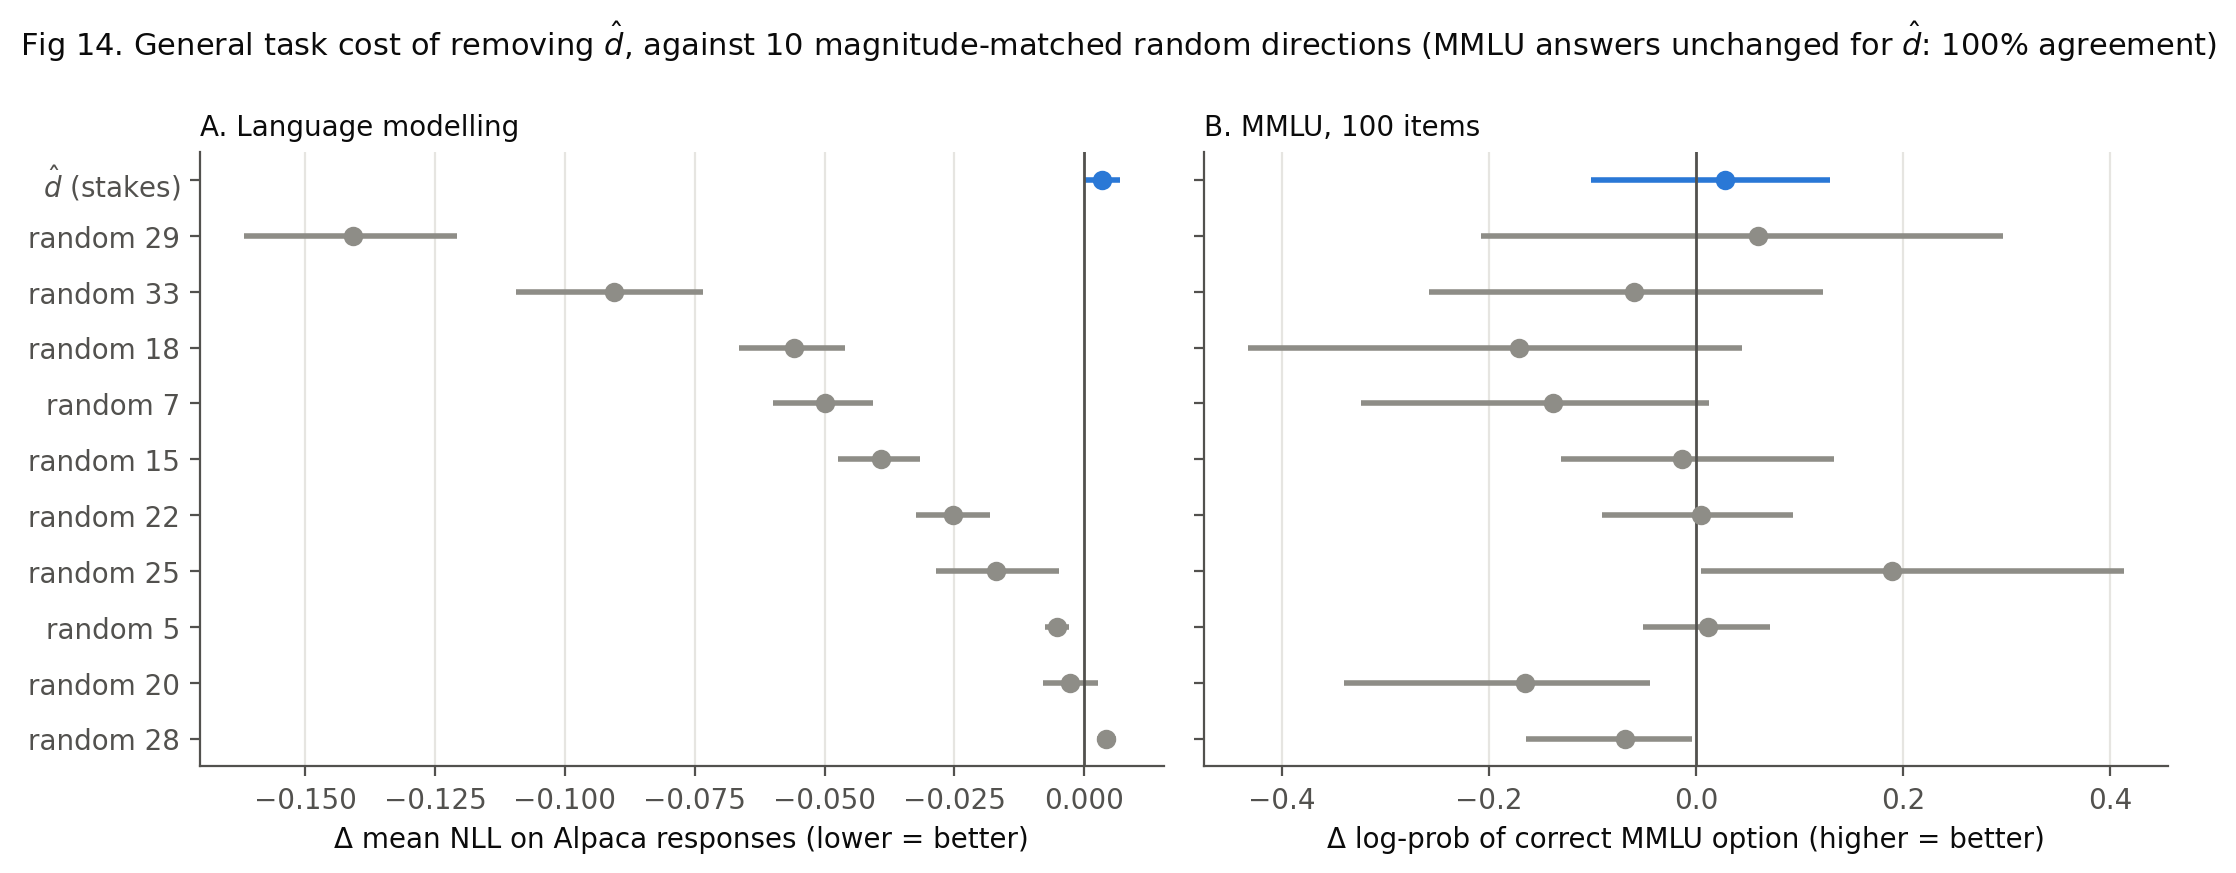 Fig 14. General task cost of removing d̂, against 10 magnitude-matched random directions (MMLU answers unchanged for d̂: 100% agreement)
A. Language modelling
d̂ (stakes)
random 29
random 33
random 18
random 7
random 15
random 22
random 25
random 5
random 20
random 28
−0.150 −0.125 −0.100 −0.075 −0.050 −0.025 0.000
Δ mean NLL on Alpaca responses (lower = better)
B. MMLU, 100 items
−0.4 −0.2 0.0 0.2 0.4
Δ log-prob of correct MMLU option (higher = better)